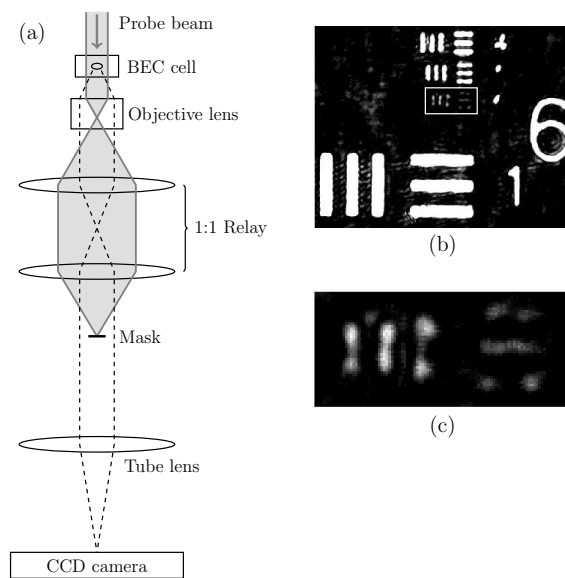 (a)
Probe beam
BEC cell
Objective lens
1:1 Relay
Mask
Tube lens
CCD camera
6
1
(b)
(c)